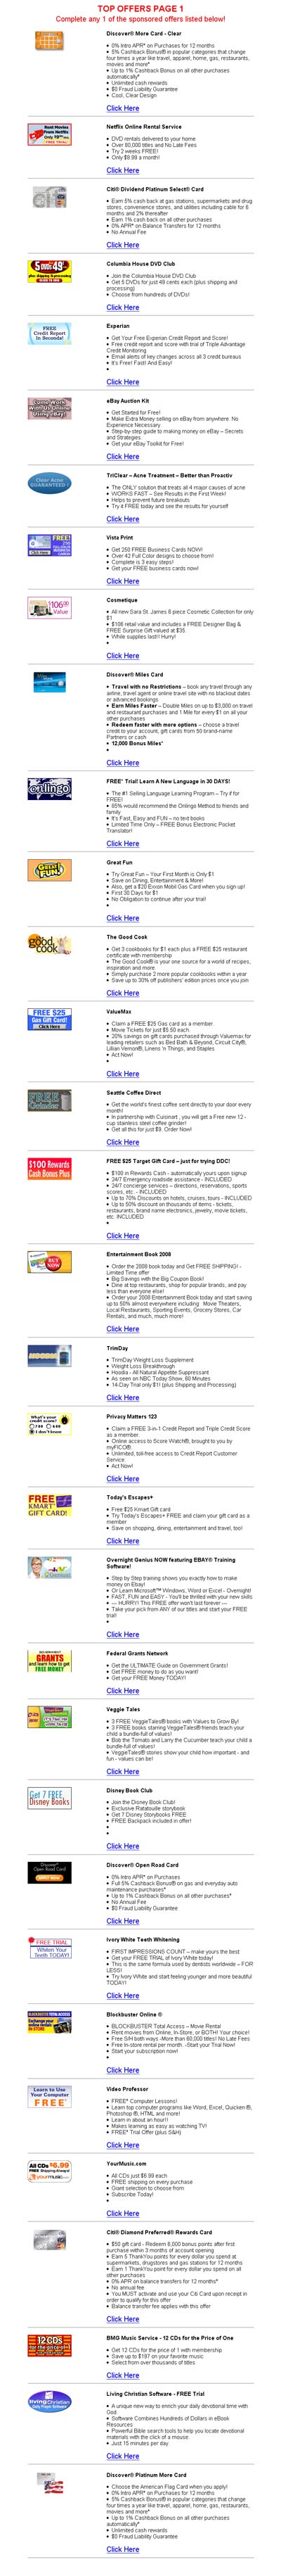 TOP OFFERS PAGE 1
Complete any 1 of the sponsored offers listed below!
Discover® More Card - Clear
• 0% Intro APR* on Purchases for 12 months
• 5% Cashback Bonus® in popular categories that change
four times a year like travel, apparel, home, gas, restaurants,
movies and more*
• Up to 1% Cashback Bonus on all other purchases
automatically*
• Unlimited cash rewards
• $0 Fraud Liability Guarantee
• Cool, Clear Design
Click Here
Netflix Online Rental Service
• DVD rentals delivered to your home
• Over 80,000 titles and No Late Fees
• Try 2 weeks FREE!
• Only $9.99 a month!
Click Here
Citi® Dividend Platinum Select® Card
• Earn 5% cash back at gas stations, supermarkets and drug
stores, convenience stores, and utilities including cable for 6
months and 2% thereafter
• Earn 1% cash back on all other purchases
• 0% APR* on Balance Transfers for 12 months
• No Annual Fee
Click Here
Columbia House DVD Club
• Join the Columbia House DVD Club
• Get 5 DVDs for just 49 cents each (plus shipping and
processing)
• Choose from hundreds of DVDs!
Click Here
FREE
Credit Report
In Seconds!
Experian
• Get Your Free Experian Credit Report and Score!
• Free credit report and score with trial of Triple Advantage
Credit Monitoring
• Email alerts of key changes across all 3 credit bureaus
• It's Free! Fast! And Easy!
•
Click Here
eBay Auction Kit
• Get Started for Free!
• Make Extra Money selling on eBay from anywhere. No
Experience Necessary.
• Step-by-step guide to making money on eBay – Secrets
and Strategies.
• Get your eBay Toolkit for Free!
Click Here
Clear Acne
GUARANTEED!
TriClear – Acne Treatment – Better than Proactiv
• The ONLY solution that treats all 4 major causes of acne
• WORKS FAST – See Results in the First Week!
• Helps to prevent future breakouts
• Try it FREE today and see the results for yourself
Click Here
Vista Print
• Get 250 FREE Business Cards NOW!
• Over 42 Full Color designs to choose from!
• Complete is 3 easy steps!
• Get your FREE business cards now!
Click Here
Cosmetique
• All new Sara St. James 6 piece Cosmetic Collection for only
$1
• $106 retail value and includes a FREE Designer Bag &
FREE Surprise Gift valued at $35.
• While supplies last!! Hurry!
•
Click Here
Discover® Miles Card
• Travel with no Restrictions – book any travel through any
airline, travel agent or online travel site with no blackout dates
or advanced bookings
• Earn Miles Faster – Double Miles on up to $3,000 on travel
and restaurant purchases and 1 Mile for every $1 on all your
other purchases
• Redeem faster with more options – choose a travel
credit to your account, gift cards from 50 brand-name
Partners or cash
• 12,000 Bonus Miles*
•
Click Here
FREE* Trial! Learn A New Language in 30 DAYS!
• The #1 Selling Language Learning Program – Try if for
FREE!
• 85% would recommend the Onlingo Method to friends and
family
• It's Fast, Easy and FUN – no text books
• Limited Time Only – FREE Bonus Electronic Pocket
Translator!
Click Here
Great Fun
• Try Great Fun – Your First Month is Only $1
• Save on Dining, Entertainment & More!
• Also, get a $20 Exxon Mobil Gas Card when you sign up!
• First 30 Days for $1
• No Obligation to continue after your trial!
•
Click Here
The Good Cook
• Get 3 cookbooks for $1 each plus a FREE $25 restaurant
certificate with membership
• The Good Cook® is your one source for a world of recipes,
inspiration and more
• Simply purchase 2 more popular cookbooks within a year
• Save up to 30% off publishers' edition prices once you join
Click Here
FREE $25
Gas Gift Card!
Click Here
ValueMax
• Claim a FREE $25 Gas card as a member.
• Movie Tickets for just $5.50 each.
• 20% savings on gift cards purchased through Valuemax for
leading retailers such as Bed Bath & Beyond, Circuit City®,
Lillian Vernon®, Linens 'n Things, and Staples
• Act Now!
•
Click Here
Seattle Coffee Direct
• Get the world's finest coffee sent directly to your door every
month!
• In partnership with Cuisinart , you will get a Free new 12 -
cup stainless steel coffee grinder!
• Get all this for just $9. Order Now!
Click Here
$100 Rewards
Cash Bonus Plus
FREE $25 Target Gift Card – just for trying DDC!
• $100 in Rewards Cash - automatically yours upon signup
• 24/7 Emergency roadside assistance - INCLUDED
• 24/7 concierge services – directions, reservations, sports
scores, etc. - INCLUDED
• Up to 70% Discounts on hotels, cruises, tours - INCLUDED
• Up to 50% discount on thousands of items - tickets,
restaurants, brand name electronics, jewelry, movie tickets,
etc. INCLUDED
•
Click Here
Entertainment Book 2008
• Order the 2008 book today and Get FREE SHIPPING! -
Limited Time offer
• Big Savings with the Big Coupon Book!
• Dine at top restaurants, shop for popular brands, and pay
less than everyone else!
• Order your 2008 Entertainment Book today and start saving
up to 50% almost everywhere including: Movie Theaters,
Local Restaurants, Sporting Events, Grocery Stores, Car
Rentals, and much, much more!
Click Here
TrimDay
• TrimDay Weight Loss Supplement
• Weight Loss Breakthrough
• Hoodia - All Natural Appetite Suppressant
• As seen on NBC Today Show, 60 Minutes
• 14-Day Trial only $1! (plus Shipping and Processing)
Click Here
What's your
credit score?
I don't know
Privacy Matters 123
• Claim a FREE 3-in-1 Credit Report and Triple Credit Score
as a member...
• Online access to Score Watch®, brought to you by
myFICO®.
• Unlimited, toll-free access to Credit Report Customer
Service
• Act Now!
Click Here
FREE
KMART
GIFT CARD!
Today's Escapes+
• Free $25 Kmart Gift card
• Try Today's Escapes+ FREE and claim your gift card as a
member
• Save on shopping, dining, entertainment and travel, too!
Click Here
Overnight Genius NOW featuring EBAY® Training
Software!
• Step by Step training shows you exactly how to make
money on Ebay!
• Or Learn Microsoft™ Windows, Word or Excel - Overnight!
• FAST, FUN and EASY - You'll be thrilled with your new skills
• --- HURRY! This FREE offer won't last forever ---
• Take your pick from ANY of our titles and start your FREE
trial!
•
Click Here
GRANTS
and learn how to get
FREE MONEY
Federal Grants Network
• Get the ULTIMATE Guide on Government Grants!
• Get FREE money to do as you want!
• Get your FREE Money TODAY!
Click Here
Veggie Tales
• 3 FREE VeggieTales® books with Values to Grow By!
• 3 FREE books starring VeggieTales® friends teach your
child a bundle-full of values!
• Bob the Tomato and Larry the Cucumber teach your child a
bundle-full of values!
• VeggieTales® stories show your child how important - and
fun - values can be!
Click Here
Get 7 FREE
Disney Books
Disney Book Club
• Join the Disney Book Club!
• Exclusive Ratatouille storybook
• Get 7 Disney Storybooks FREE
• FREE Backpack included in offer!
•
•
Click Here
Discover®
Open Road Card
Discover® Open Road Card
• 0% Intro APR* on Purchases
• Full 5% Cashback Bonus® on gas and everyday auto
maintenance purchases*
• Up to 1% Cashback Bonus on all other purchases*
• No Annual Fee
• $0 Fraud Liability Guarantee
Click Here
FREE TRIAL
Whiten Your
Teeth TODAY!
Ivory White Teeth Whitening
• FIRST IMPRESSIONS COUNT – make yours the best
• Get your FREE TRIAL of Ivory White today!
• This is the same formula used by dentists worldwide – FOR
LESS!
• Try Ivory White and start feeling younger and more beautiful
TODAY!
Click Here
Blockbuster Online ®
• BLOCKBUSTER Total Access – Movie Rental
• Rent movies from Online, In-Store, or BOTH! Your choice!
• Free S/H both ways -More than 80,000 titles! No Late Fees
• Free In-store rental per month. -Start your Trial Now!
• Start your subscription now!
•
Click Here
Learn to Use
Your Computer
FREE*
Video Professor
• FREE* Computer Lessons!
• Learn top computer programs like Word, Excel, Quicken ®,
Photoshop ®, HTML and more!
• Learn in about an hour!!
• Makes learning as easy as watching TV!
• FREE* Trial Offer (plus S&H)
Click Here
All CDs $6.99
FREE Shipping Always!
yourmusic.com
YourMusic.com
• All CDs just $6.99 each
• FREE shipping on every purchase
• Giant selection to choose from
• Subscribe Today!
•
Click Here
Citi® Diamond Preferred® Rewards Card
• $50 gift card - Redeem 6,000 bonus points after first
purchase within 3 months of account opening
• Earn 5 ThankYou points for every dollar you spend at
supermarkets, drugstores and gas stations for 12 months
• Earn 1 ThankYou point for every dollar you spend on all
other purchases
• 0% APR on balance transfers for 12 months*
• No annual fee
• You MUST activate and use your Citi Card upon receipt in
order to qualify for this offer
• Balance transfer fee applies with this offer
Click Here
12 CDs
BMG Music Service - 12 CDs for the Price of One
• Get 12 CDs for the price of 1 with membership
• Save up to $197 on your favorite music
• Select from over thousands of titles
Click Here
Living Christian Software - FREE Trial
• A unique new way to enrich your daily devotional time with
God
• Software Combines Hundreds of Dollars in eBook
Resources
• Powerful Bible search tools to help you locate devotional
materials with the click of a mouse
• Just 15 minutes per day
Click Here
Discover® Platinum More Card
• Choose the American Flag Card when you apply!
• 0% Intro APR* on Purchases for 12 months
• 5% Cashback Bonus® in popular categories that change
four times a year like travel, apparel, home, gas, restaurants,
movies and more*
• Up to 1% Cashback Bonus on all other purchases
automatically*
• Unlimited cash rewards
• $0 Fraud Liability Guarantee
Click Here